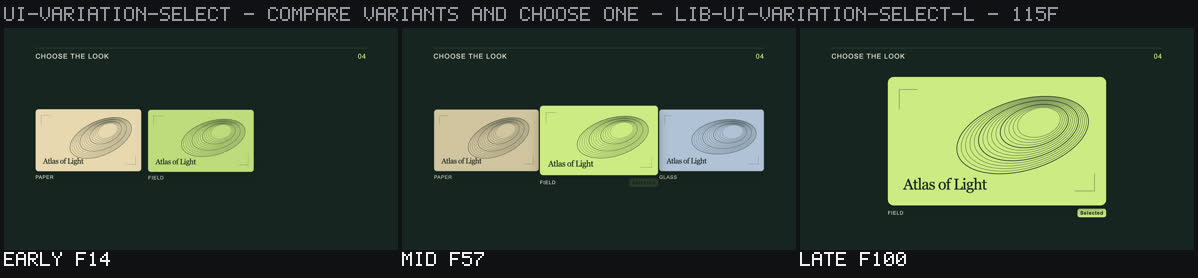 UI-VARIATION-SELECT - COMPARE VARIANTS AND CHOOSE ONE - LIB-UI-VARIATION-SELECT-L - 115F
CHOOSE THE LOOK
04
Atlas of Light
Atlas of Light
PAPER
FIELD
EARLY F14
CHOOSE THE LOOK
04
Atlas of Light
Atlas of Light
Atlas of Light
PAPER
FIELD
GLASS
MID F57
CHOOSE THE LOOK
04
Atlas of Light
FIELD
Selected
LATE F100